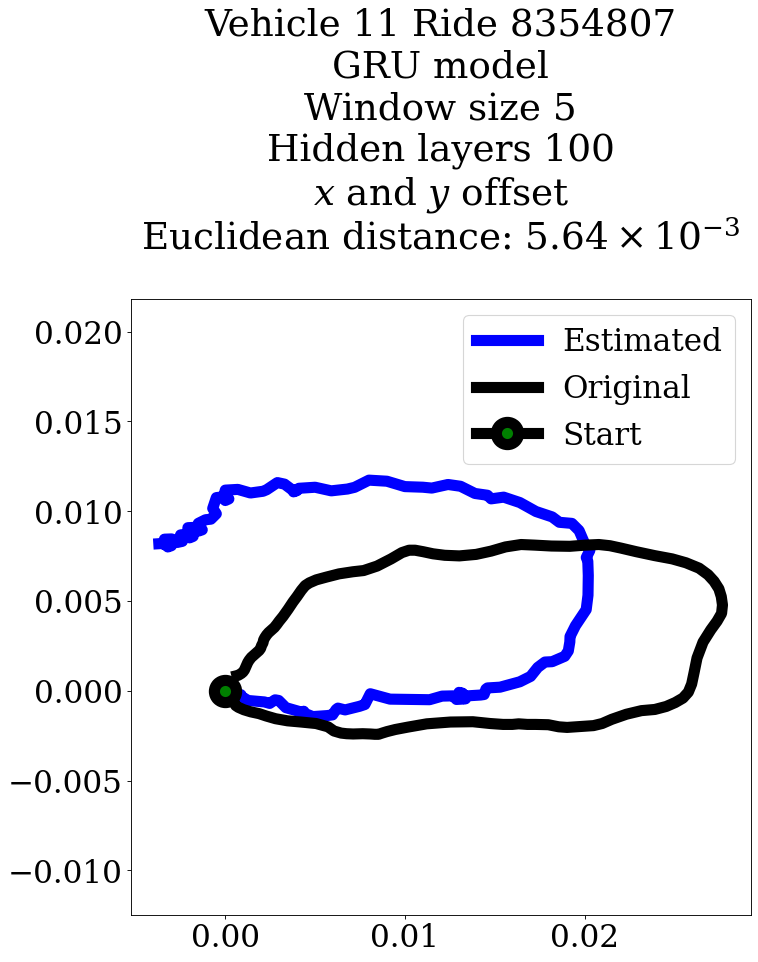 Vehicle 11 Ride 8354807
GRU model
Window size 5
Hidden layers 100
x and y offset
Euclidean distance: 5.64 × 10⁻³
Estimated
Original
Start
0.020
0.015
0.010
0.005
0.000
−0.005
−0.010
0.00 0.01 0.02